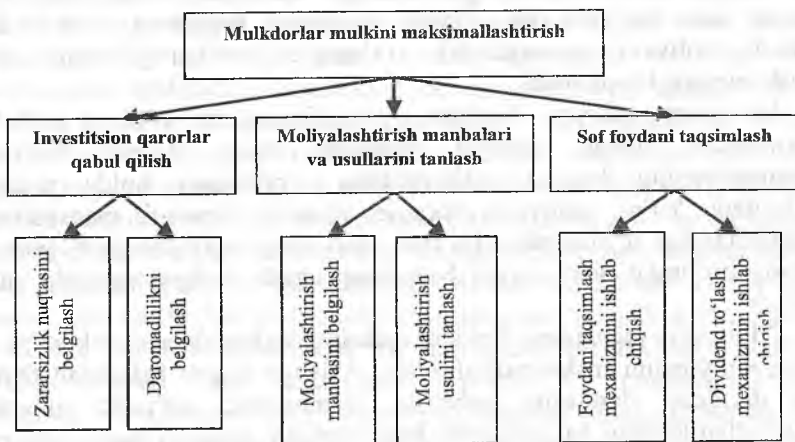 Mulkdorlar mulkini maksimallashtirish
Investitsion qarorlar
qabul qilish
Moliyalashtirish manbalari
va usullarini tanlash
Sof foydani taqsimlash
Zararsizlik nuqtasini
belgilash
Daromadlilik
belgilash
Moliyalashtirish
manbasini belgilash
Moliyalashtirish
usulini tanlash
Foydani taqsimlash
mexanizmini ishlab
chiqish
Dividend to‘lash
mexanizmini ishlab
chiqish